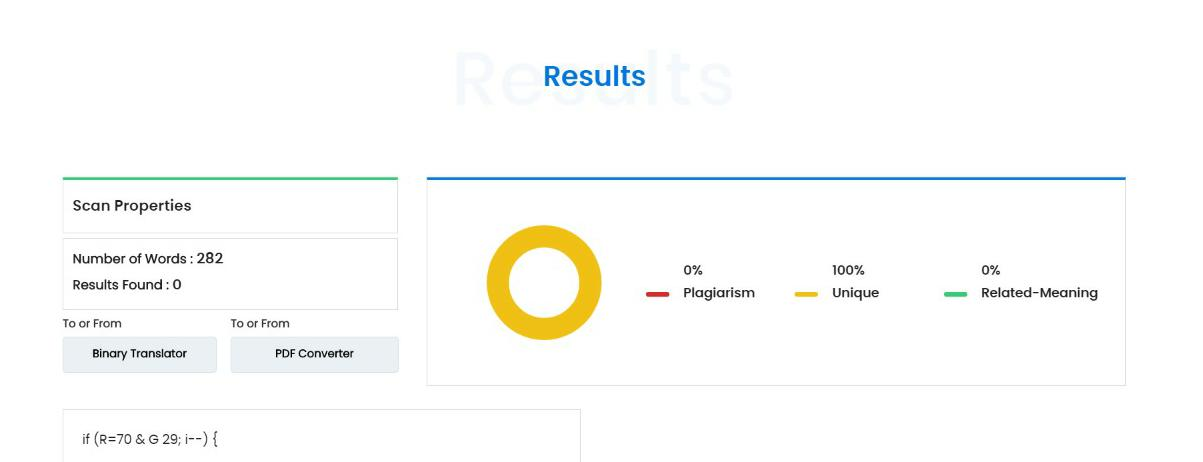 Results
Results
Scan Properties
Number of Words : 282
Results Found : 0
To or From
To or From
Binary Translator
PDF Converter
0%
Plagiarism
100%
Unique
0%
Related-Meaning
if (R=70 & G 29; i--) {